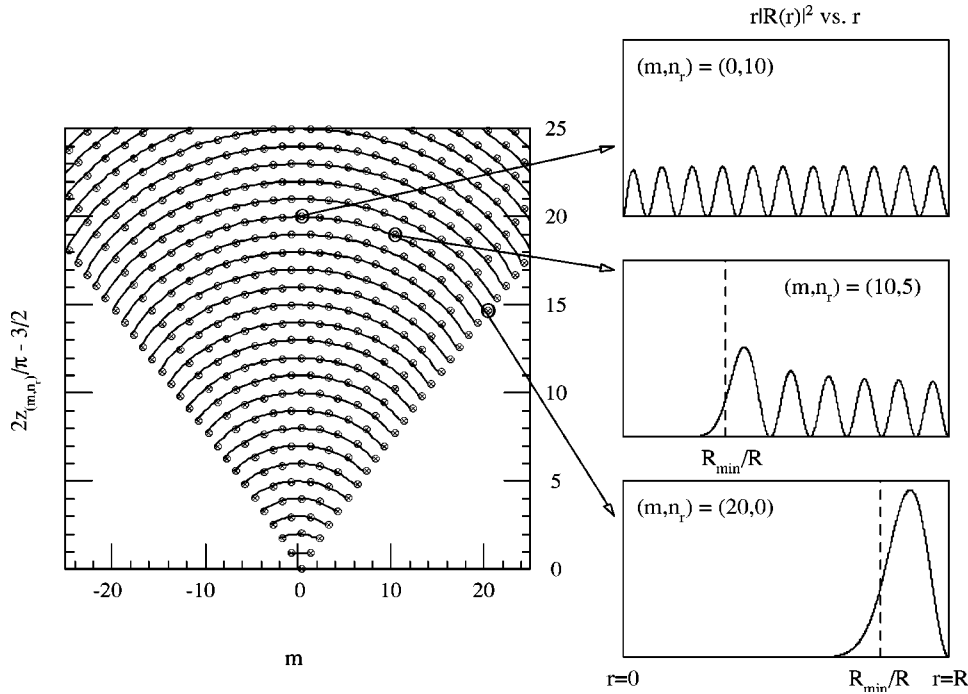 r|R(r)|² vs. r
(m,n_r) = (0,10)
25
20
15
10
5
0
2z_(m,n_r)/π - 3/2
-20
-10
0
10
20
m
(m,n_r) = (10,5)
R_min/R
(m,n_r) = (20,0)
r=0
R_min/R
r=R